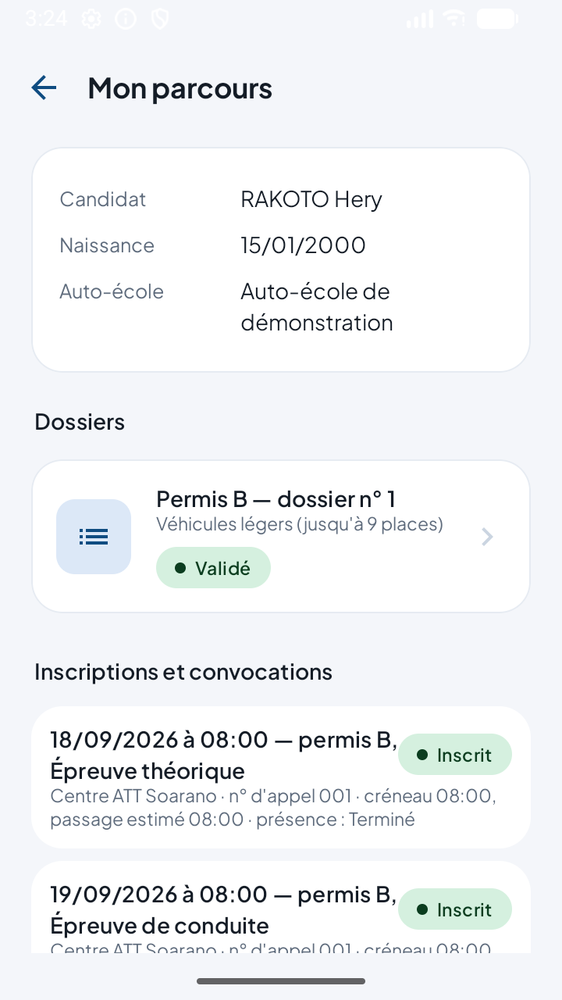 3:24
Mon parcours
Candidat RAKOTO Hery
Naissance 15/01/2000
Auto-école Auto-école de
démonstration
Dossiers
Permis B — dossier n° 1
Véhicules légers (jusqu'à 9 places)
Validé
Inscriptions et convocations
18/09/2026 à 08:00 — permis B,
Épreuve théorique
Inscrit
Centre ATT Soarano · n° d'appel 001 · créneau 08:00,
passage estimé 08:00 · présence : Terminé
19/09/2026 à 08:00 — permis B,
Épreuve de conduite
Inscrit
Centre ATT Soarano · n° d'appel 001 · créneau 08:00,